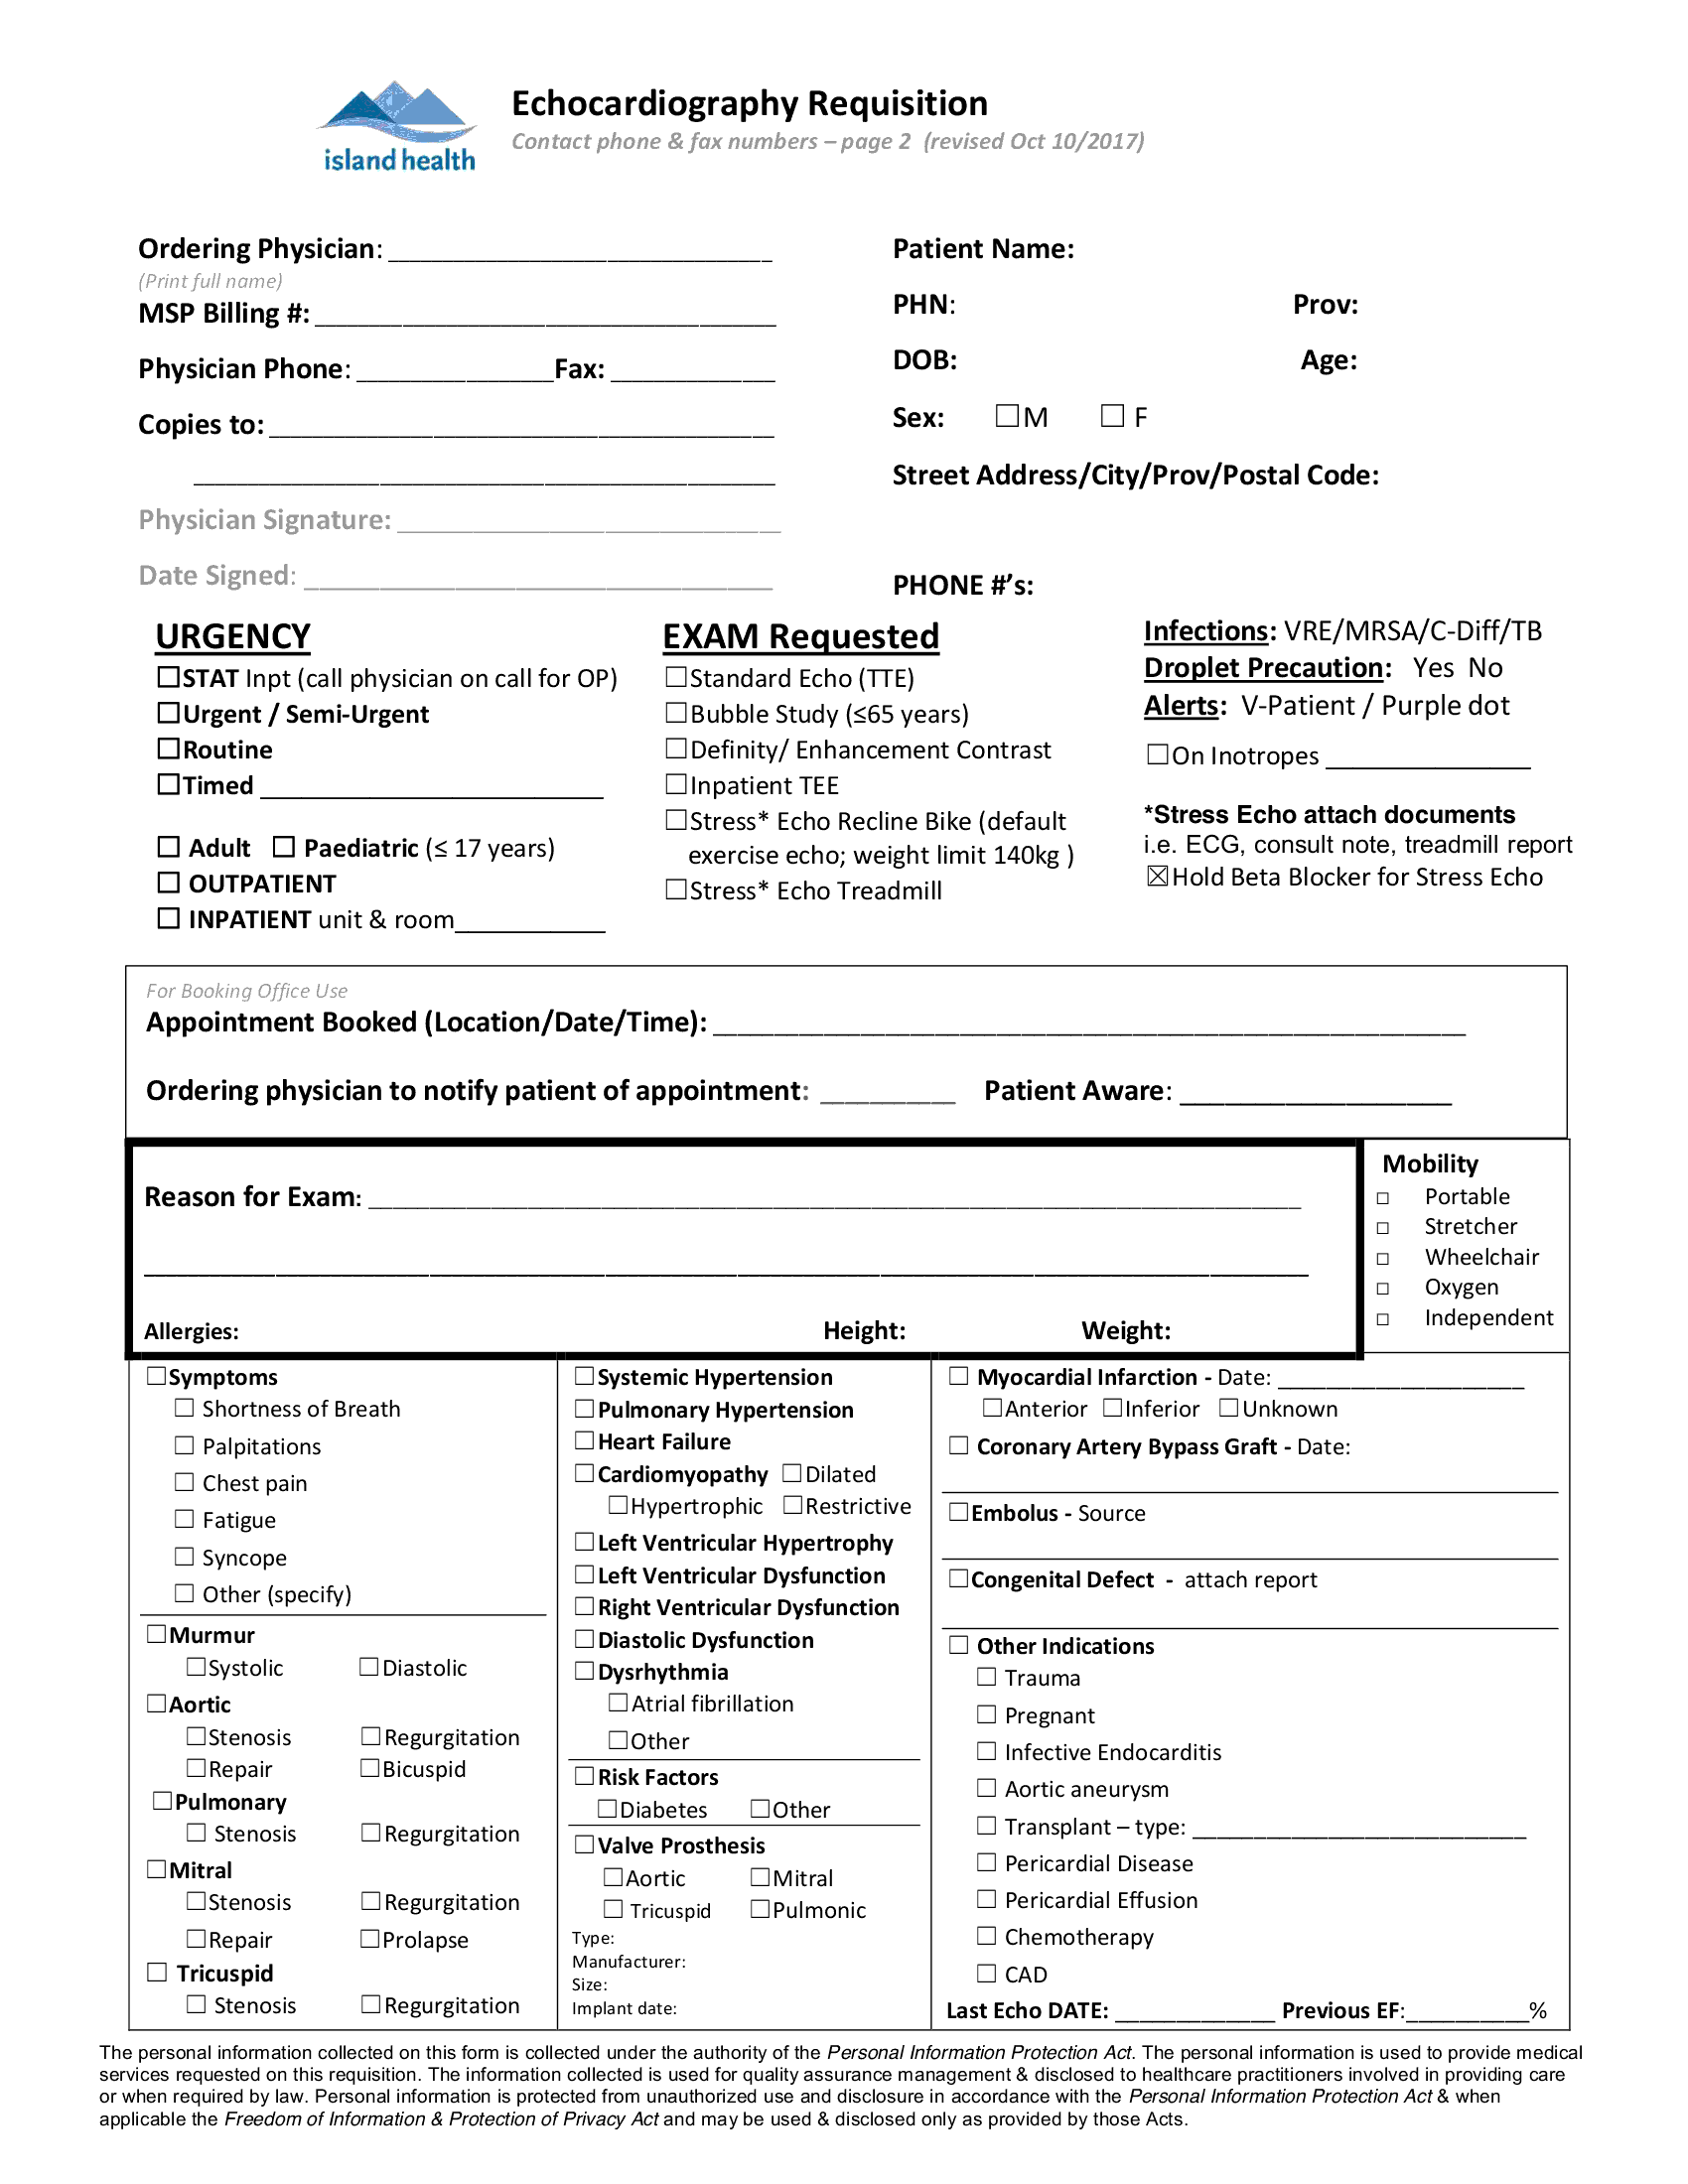 island health
Echocardiography Requisition
Contact phone & fax numbers – page 2  (revised Oct 10/2017)
Ordering Physician: ____________________________
(Print full name)
MSP Billing #: ____________________________
Physician Phone: ______________Fax: ____________
Copies to: ____________________________
____________________________
Physician Signature: ____________________________
Date Signed: ____________________________
Patient Name:
PHN: Prov:
DOB: Age:
Sex: ☐M ☐ F
Street Address/City/Prov/Postal Code:
PHONE #’s:
URGENCY
☐STAT Inpt (call physician on call for OP)
☐Urgent / Semi-Urgent
☐Routine
☐Timed ____________________________
☐ Adult ☐ Paediatric (≤ 17 years)
☐ OUTPATIENT
☐ INPATIENT unit & room___________
EXAM Requested
☐Standard Echo (TTE)
☐Bubble Study (≤65 years)
☐Definity/ Enhancement Contrast
☐Inpatient TEE
☐Stress* Echo Recline Bike (default
exercise echo; weight limit 140kg )
☐Stress* Echo Treadmill
Infections: VRE/MRSA/C-Diff/TB
Droplet Precaution: Yes No
Alerts: V-Patient / Purple dot
☐On Inotropes _______________
*Stress Echo attach documents
i.e. ECG, consult note, treadmill report
☒Hold Beta Blocker for Stress Echo
For Booking Office Use
Appointment Booked (Location/Date/Time): ____________________________
Ordering physician to notify patient of appointment: __________ Patient Aware: __________________
Reason for Exam: ____________________________
____________________________
Allergies: Height: Weight:
Mobility
☐ Portable
☐ Stretcher
☐ Wheelchair
☐ Oxygen
☐ Independent
☐Symptoms
☐ Shortness of Breath
☐ Palpitations
☐ Chest pain
☐ Fatigue
☐ Syncope
☐ Other (specify)
☐Murmur
☐Systolic ☐Diastolic
☐Aortic
☐Stenosis ☐Regurgitation
☐Repair ☐Bicuspid
☐Pulmonary
☐ Stenosis ☐Regurgitation
☐Mitral
☐Stenosis ☐Regurgitation
☐Repair ☐Prolapse
☐ Tricuspid
☐ Stenosis ☐Regurgitation
☐Systemic Hypertension
☐Pulmonary Hypertension
☐Heart Failure
☐Cardiomyopathy ☐Dilated
☐Hypertrophic ☐Restrictive
☐Left Ventricular Hypertrophy
☐Left Ventricular Dysfunction
☐Right Ventricular Dysfunction
☐Diastolic Dysfunction
☐Dysrhythmia
☐Atrial fibrillation
☐Other
☐Risk Factors
☐Diabetes ☐Other
☐Valve Prosthesis
☐Aortic ☐Mitral
☐ Tricuspid ☐Pulmonic
Type:
Manufacturer:
Size:
Implant date:
☐ Myocardial Infarction - Date: ____________________
☐Anterior ☐Inferior ☐Unknown
☐ Coronary Artery Bypass Graft - Date:
☐Embolus - Source
☐Congenital Defect - attach report
☐ Other Indications
☐ Trauma
☐ Pregnant
☐ Infective Endocarditis
☐ Aortic aneurysm
☐ Transplant – type: ____________________________
☐ Pericardial Disease
☐ Pericardial Effusion
☐ Chemotherapy
☐ CAD
Last Echo DATE: _____________ Previous EF:__________%
The personal information collected on this form is collected under the authority of the Personal Information Protection Act. The personal information is used to provide medical
services requested on this requisition. The information collected is used for quality assurance management & disclosed to healthcare practitioners involved in providing care
or when required by law. Personal information is protected from unauthorized use and disclosure in accordance with the Personal Information Protection Act & when
applicable the Freedom of Information & Protection of Privacy Act and may be used & disclosed only as provided by those Acts.